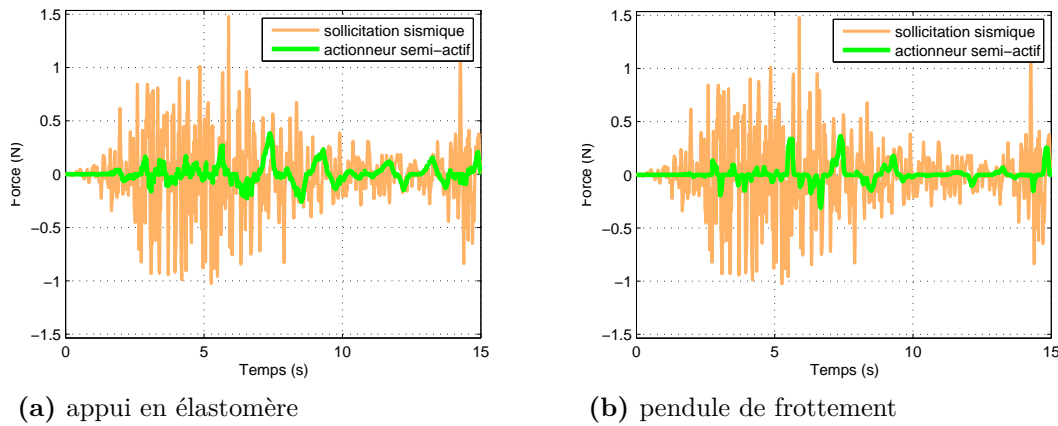 1.5
1
0.5
0
−0.5
−1
−1.5
Force (N)
0
5
10
15
Temps (s)
sollicitation sismique
actionneur semi−actif
(a) appui en élastomère
1.5
1
0.5
0
−0.5
−1
−1.5
Force (N)
0
5
10
15
Temps (s)
sollicitation sismique
actionneur semi−actif
(b) pendule de frottement